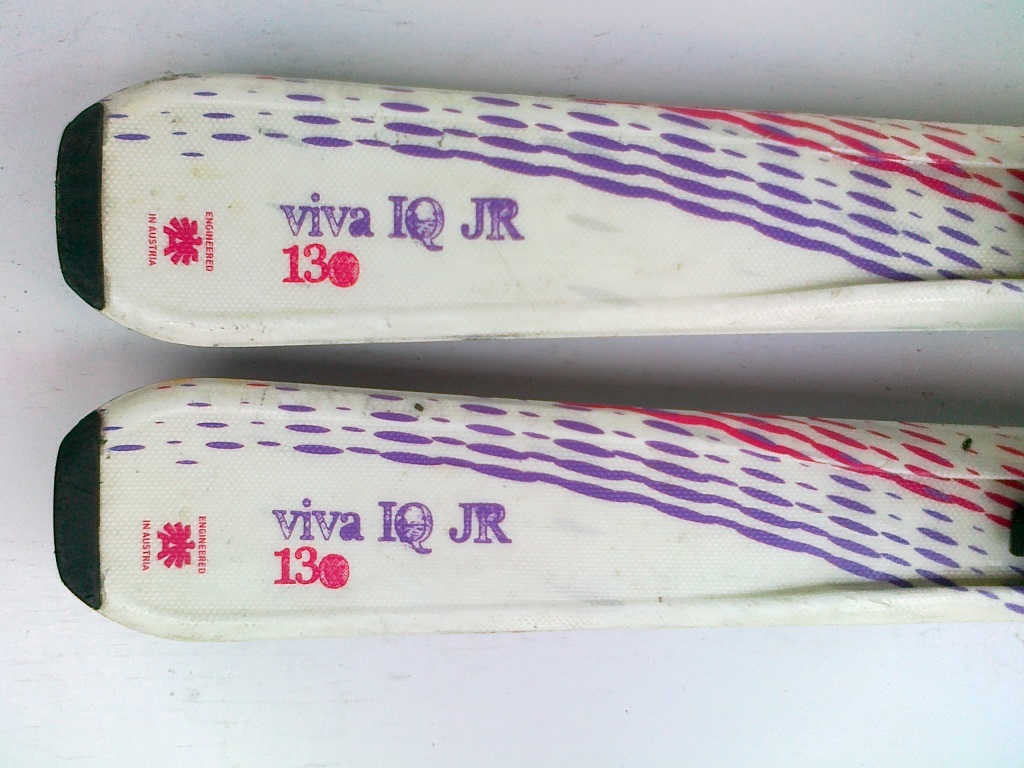 ENGINEERED
IN AUSTRIA
viva IQ JR
130
ENGINEERED
IN AUSTRIA
viva IQ JR
130